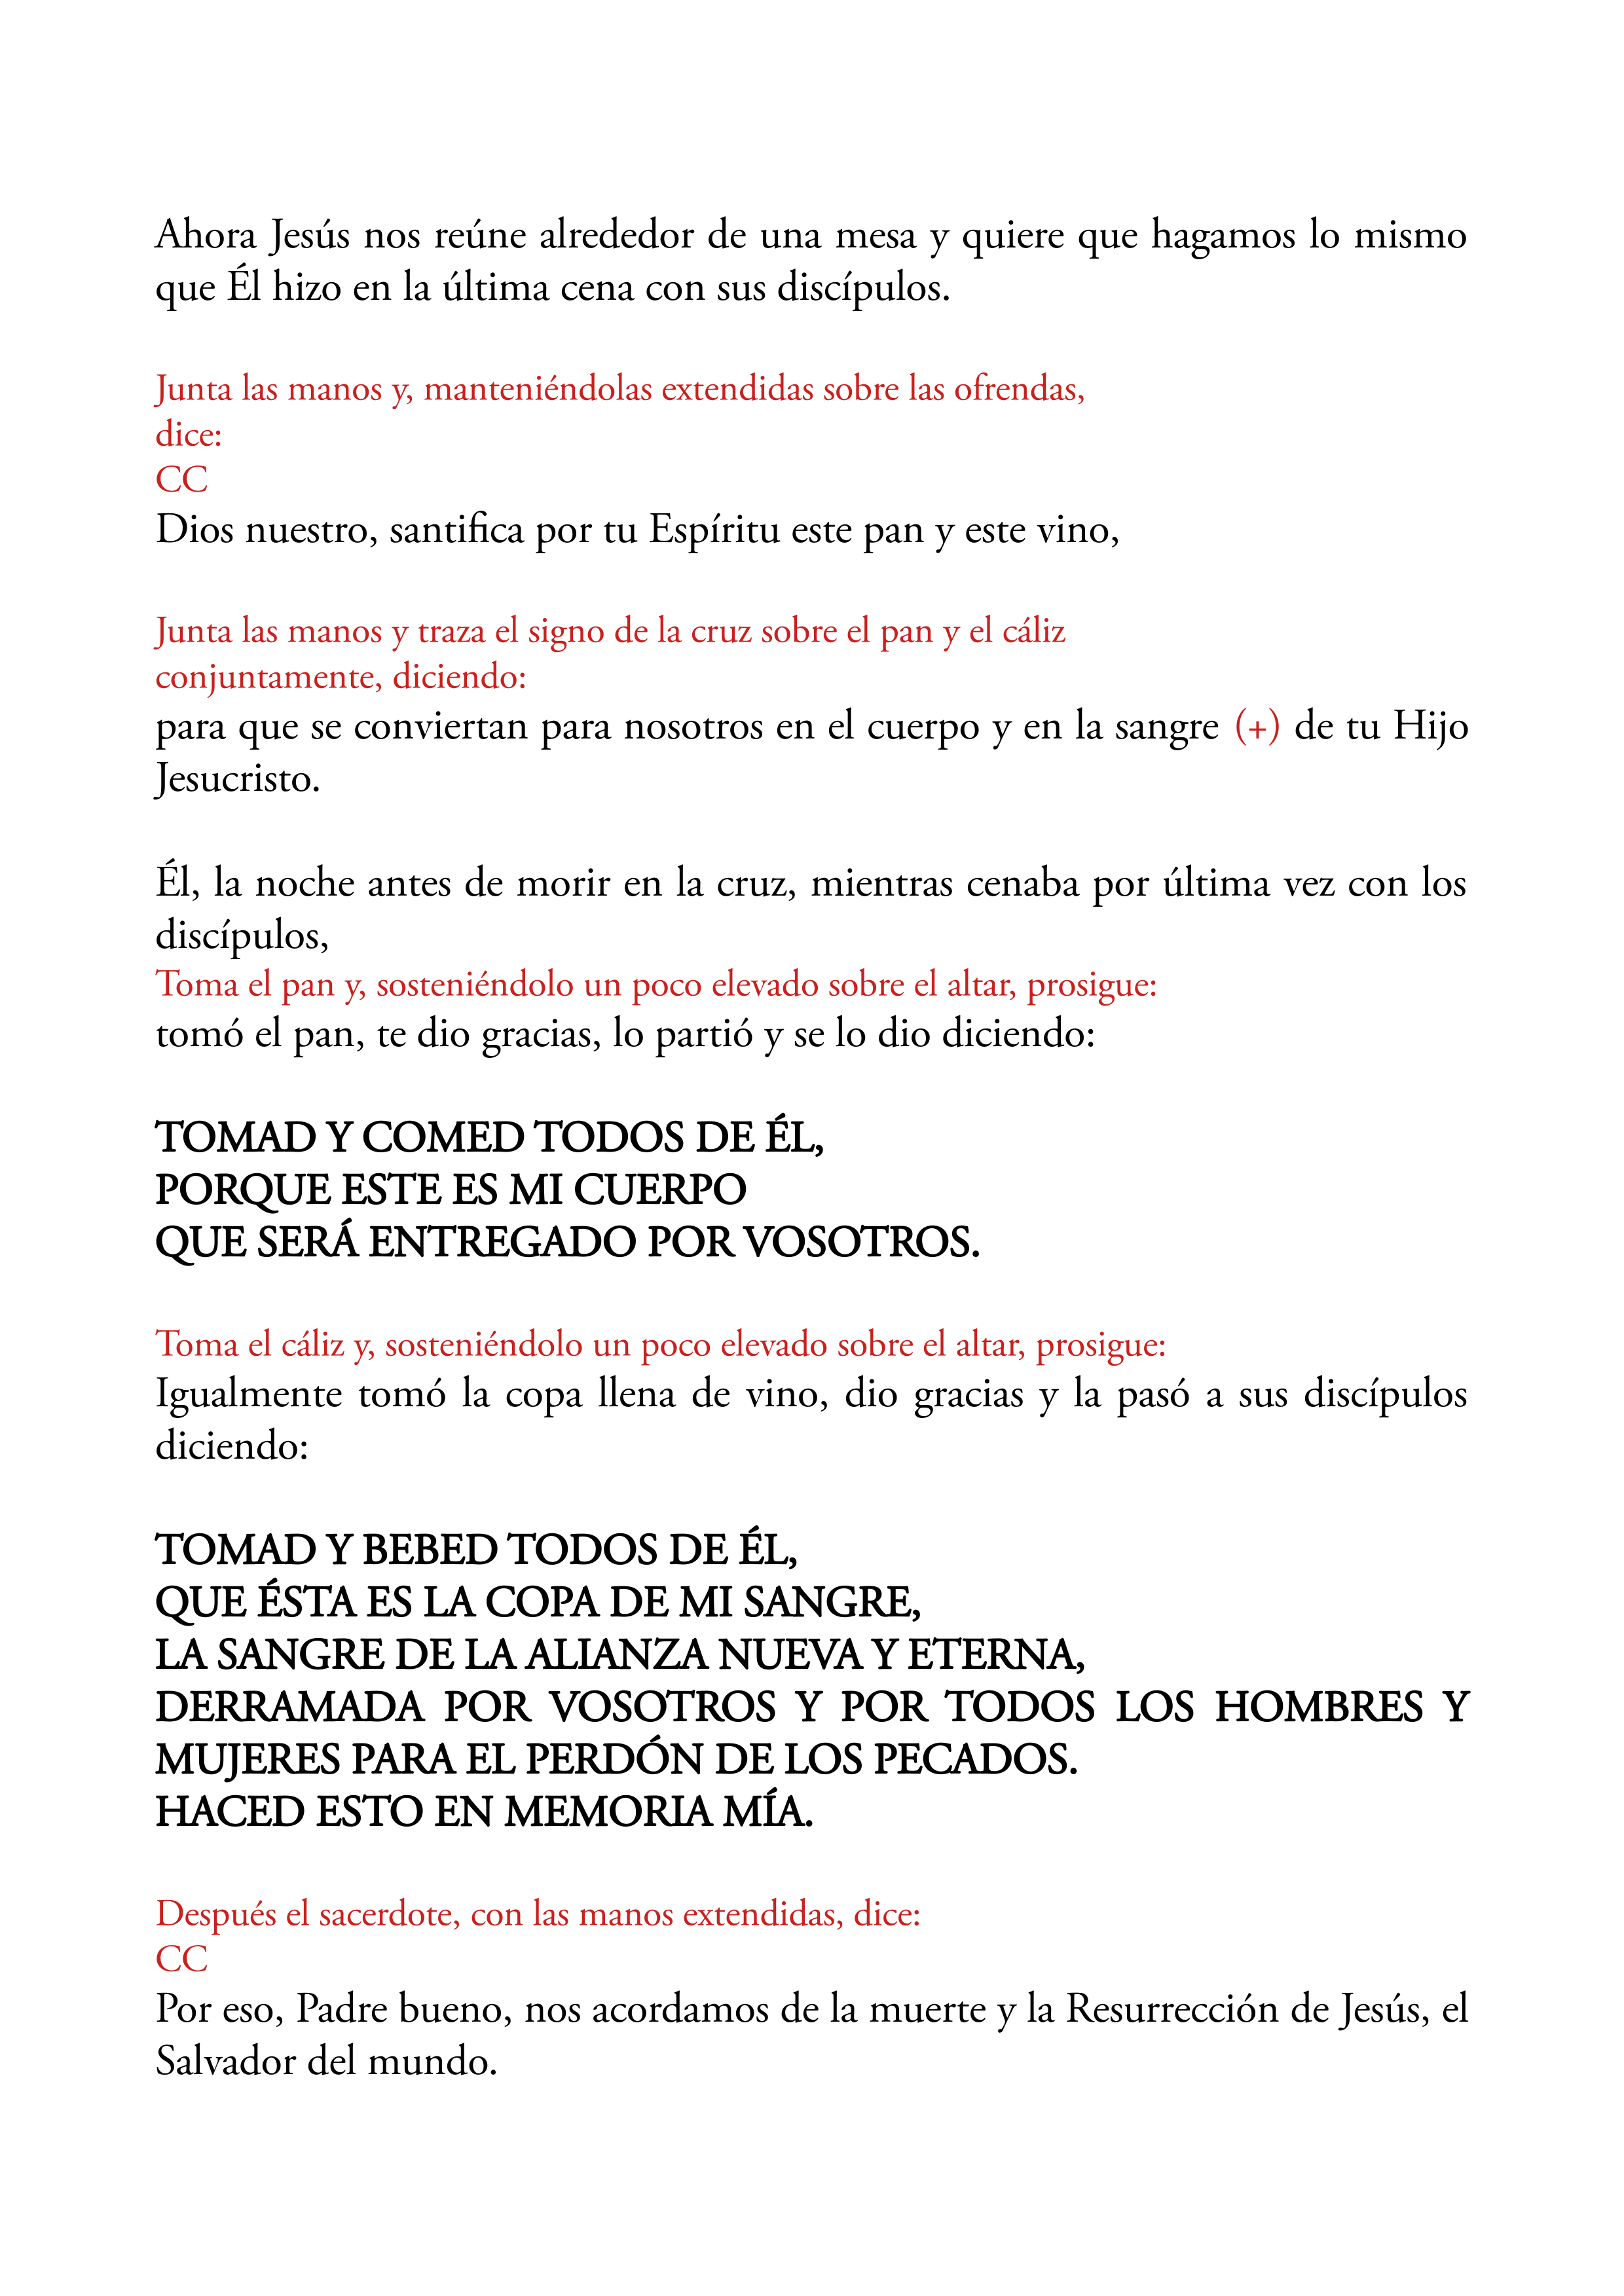 Ahora Jesús nos reúne alrededor de una mesa y quiere que hagamos lo mismo
que Él hizo en la última cena con sus discípulos.
Junta las manos y, manteniéndolas extendidas sobre las ofrendas,
dice:
CC
Dios nuestro, santifica por tu Espíritu este pan y este vino,
Junta las manos y traza el signo de la cruz sobre el pan y el cáliz
conjuntamente, diciendo:
para que se conviertan para nosotros en el cuerpo y en la sangre (+) de tu Hijo
Jesucristo.
Él, la noche antes de morir en la cruz, mientras cenaba por última vez con los
discípulos,
Toma el pan y, sosteniéndolo un poco elevado sobre el altar, prosigue:
tomó el pan, te dio gracias, lo partió y se lo dio diciendo:
TOMAD Y COMED TODOS DE ÉL,
PORQUE ESTE ES MI CUERPO
QUE SERÁ ENTREGADO POR VOSOTROS.
Toma el cáliz y, sosteniéndolo un poco elevado sobre el altar, prosigue:
Igualmente tomó la copa llena de vino, dio gracias y la pasó a sus discípulos
diciendo:
TOMAD Y BEBED TODOS DE ÉL,
QUE ÉSTA ES LA COPA DE MI SANGRE,
LA SANGRE DE LA ALIANZA NUEVA Y ETERNA,
DERRAMADA POR VOSOTROS Y POR TODOS LOS HOMBRES Y
MUJERES PARA EL PERDÓN DE LOS PECADOS.
HACED ESTO EN MEMORIA MÍA.
Después el sacerdote, con las manos extendidas, dice:
CC
Por eso, Padre bueno, nos acordamos de la muerte y la Resurrección de Jesús, el
Salvador del mundo.